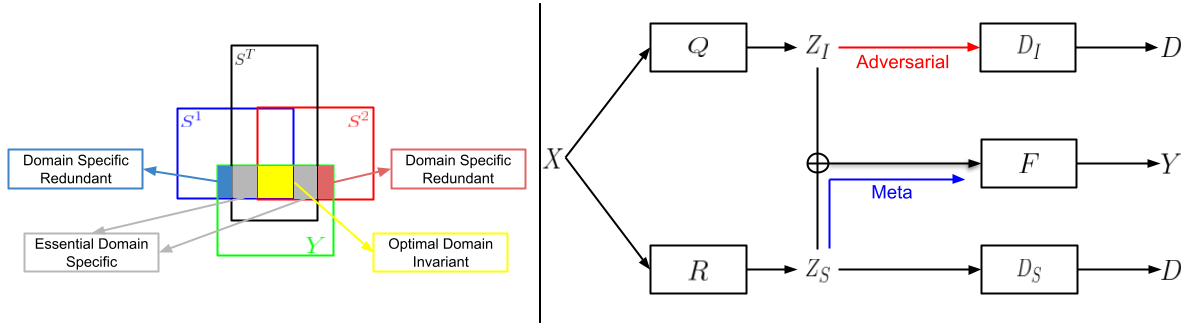 S^T
S^1
S^2
Domain Specific
Redundant
Domain Specific
Redundant
Essential Domain
Specific
Y
Optimal Domain
Invariant
X
Q
Z_I
Adversarial
D_I
D
F
Y
Meta
R
Z_S
D_S
D